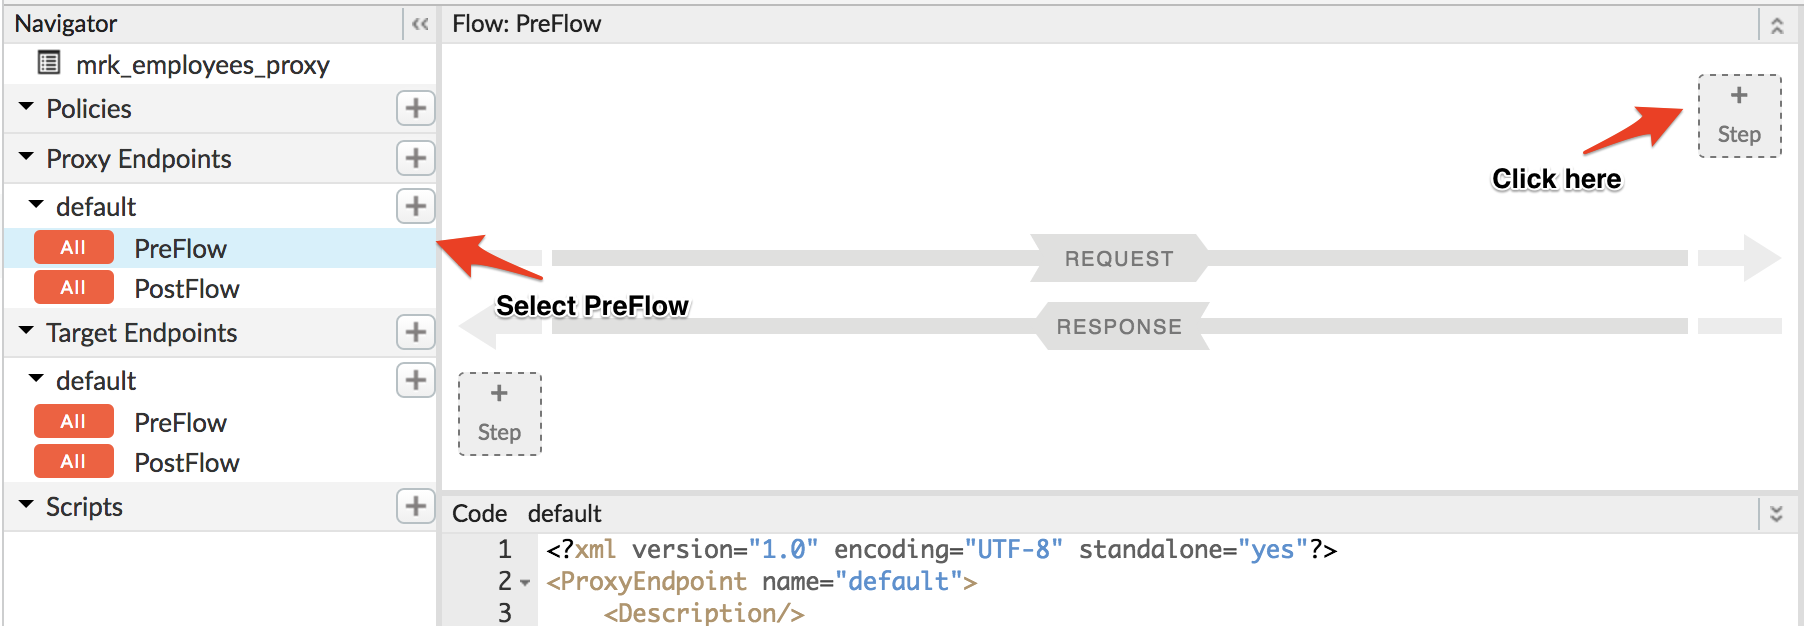 Navigator
mrk_employees_proxy
Policies
Proxy Endpoints
default
All PreFlow
All PostFlow
Target Endpoints
default
All PreFlow
All PostFlow
Scripts
Flow: PreFlow
+
Step
Click here
REQUEST
Select PreFlow
RESPONSE
+
Step
Code default
1 <?xml version="1.0" encoding="UTF-8" standalone="yes"?>
2 <ProxyEndpoint name="default">
3 <Description/>